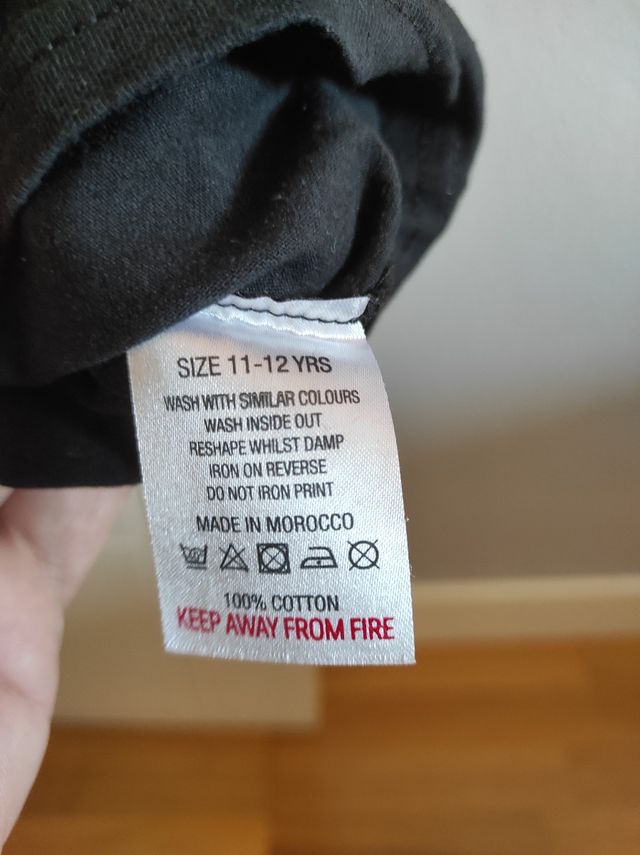 SIZE 11-12 YRS
WASH WITH SIMILAR COLOURS
WASH INSIDE OUT
RESHAPE WHILST DAMP
IRON ON REVERSE
DO NOT IRON PRINT
MADE IN MOROCCO
100% COTTON
KEEP AWAY FROM FIRE